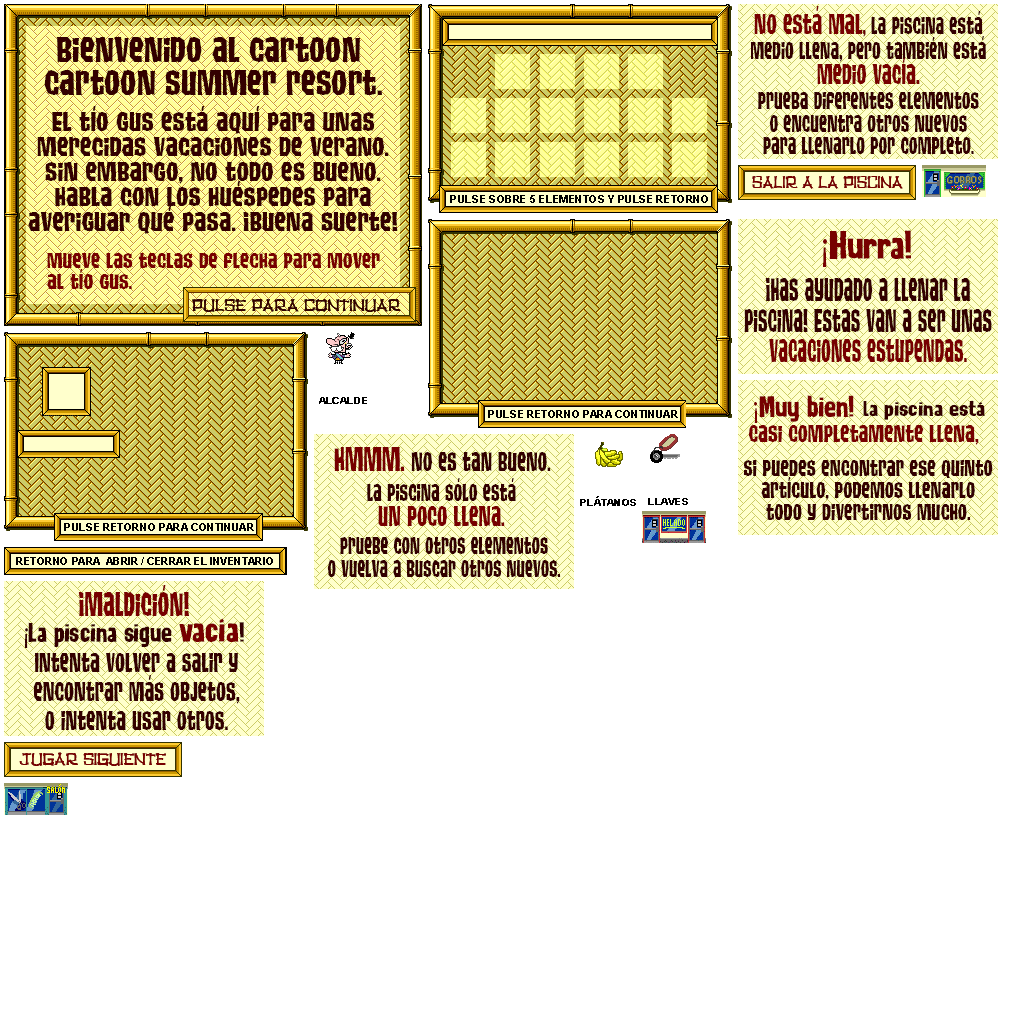 Bienvenido al cartoon
cartoon summer resort.
El tío Gus está aquí para unas
merecidas vacaciones de verano.
Sin embargo, no todo es bueno.
Habla con los huéspedes para
averiguar qué pasa. ¡Buena suerte!
Mueve las teclas de flecha para mover
al tío Gus.
PULSE PARA CONTINUAR
PULSE SOBRE 5 ELEMENTOS Y PULSE RETORNO
No está mal, la piscina está
medio llena, pero también está
medio vacía.
Prueba diferentes elementos
o encuentra otros nuevos
para llenarlo por completo.
SALIR A LA PISCINA
GORROS
¡Hurra!
¡Has ayudado a llenar la
piscina! Estas van a ser unas
vacaciones estupendas.
PULSE RETORNO PARA CONTINUAR
ALCALDE
PULSE RETORNO PARA CONTINUAR
¡Muy bien! la piscina está
casi completamente llena,
si puedes encontrar ese quinto
artículo, podemos llenarlo
todo y divertirnos mucho.
HMMM. No es tan bueno.
La piscina sólo está
un poco llena.
Pruebe con otros elementos
o vuelva a buscar otros nuevos.
PLÁTANOS
LLAVES
HELADO
RETORNO PARA ABRIR / CERRAR EL INVENTARIO
¡Maldición!
¡La piscina sigue vacía!
Intenta volver a salir y
encontrar más objetos,
o intenta usar otros.
JUGAR SIGUIENTE
SALÓN